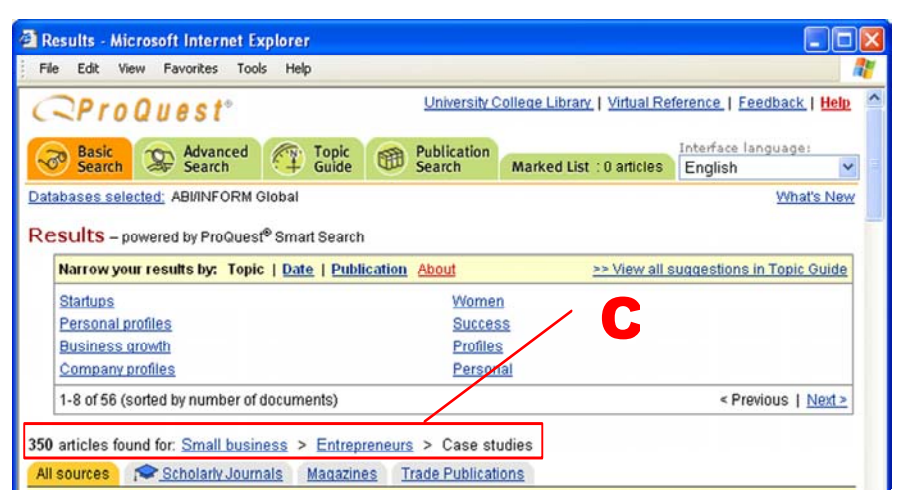 Results - Microsoft Internet Explorer
File Edit View Favorites Tools Help
ProQuest® University College Library | Virtual Reference | Feedback | Help
Basic Search Advanced Search Topic Guide Publication Search Marked List : 0 articles Interface language: English
Databases selected: ABI/INFORM Global What's New
Results – powered by ProQuest® Smart Search
Narrow your results by: Topic | Date | Publication About >> View all suggestions in Topic Guide
Startups Women
Personal profiles Success
Business growth Profiles
Company profiles Personal
C
1-8 of 56 (sorted by number of documents) < Previous | Next >
350 articles found for: Small business > Entrepreneurs > Case studies
All sources Scholarly Journals Magazines Trade Publications